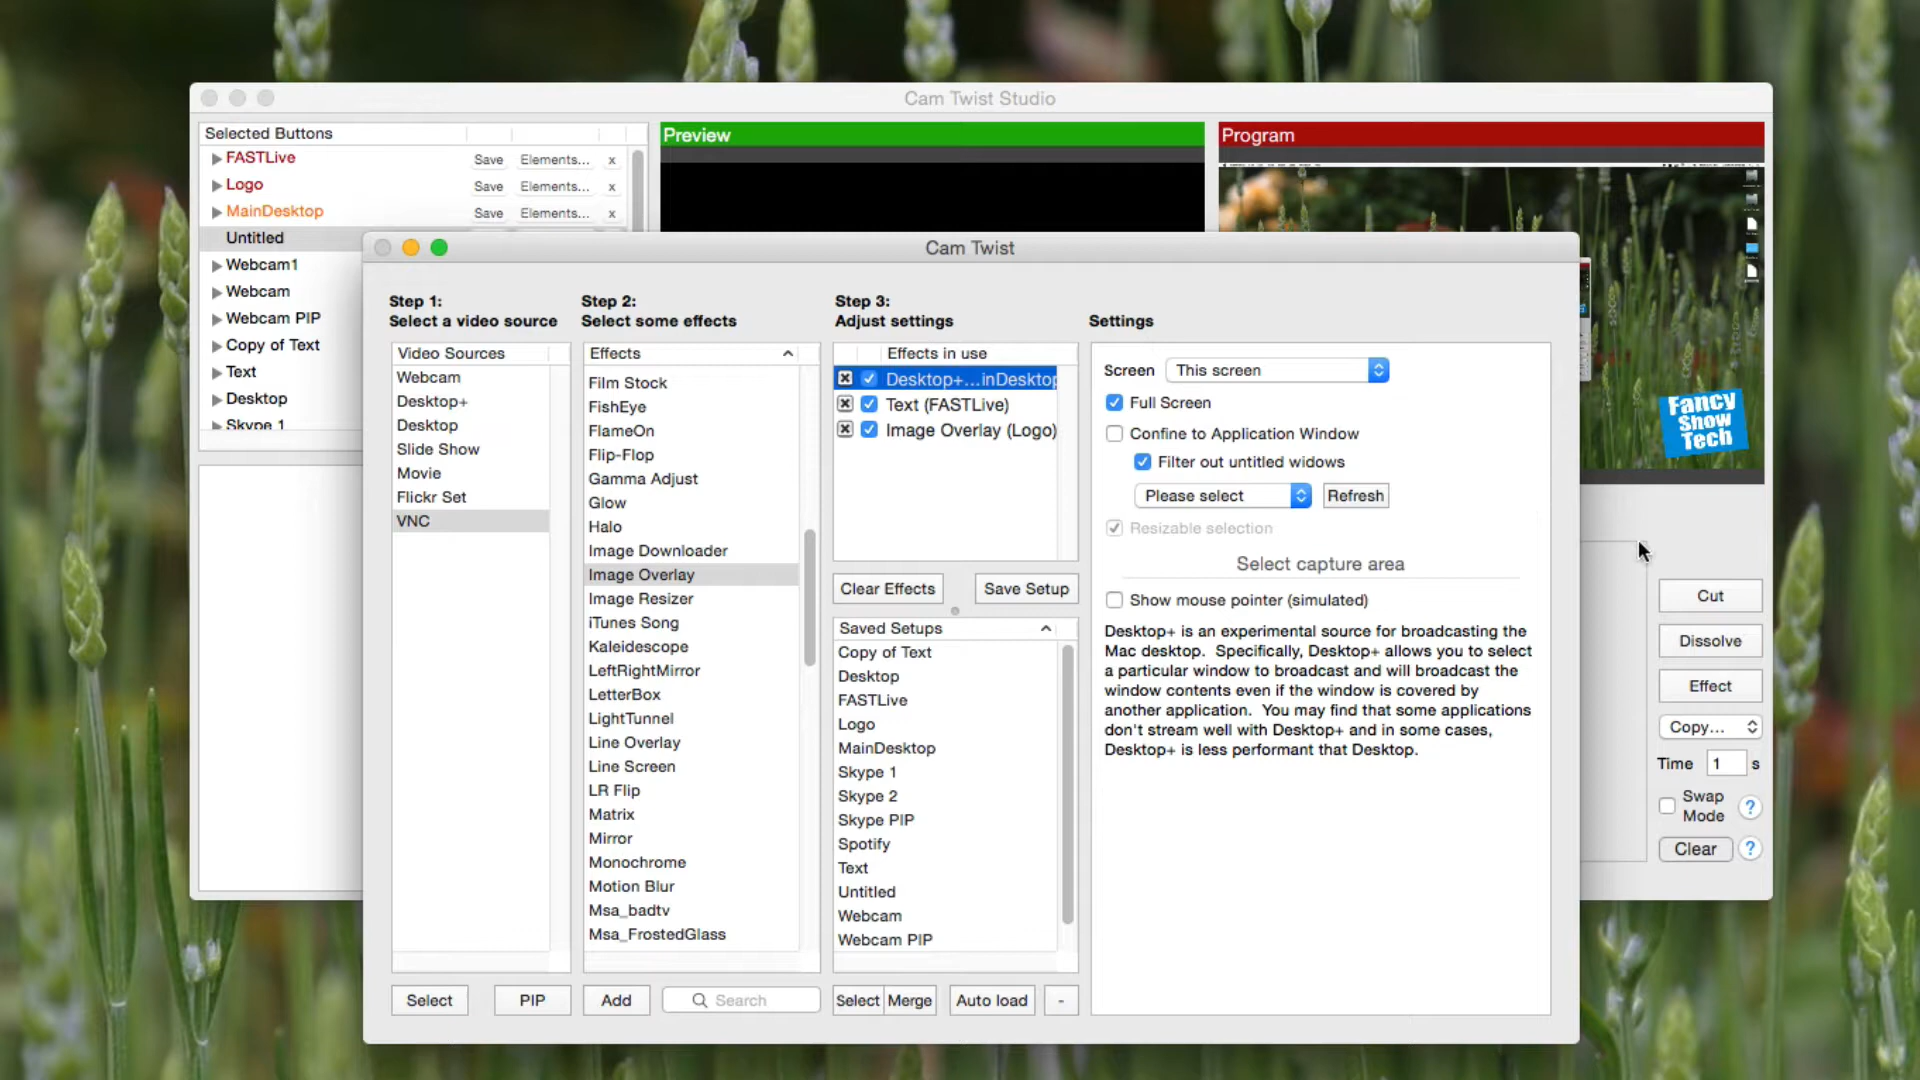 Cam Twist Studio
Selected Buttons
FASTLive Save Elements... x
Logo Save Elements... x
MainDesktop Save Elements... x
Untitled
Webcam1
Webcam
Webcam PIP
Copy of Text
Text
Desktop
Skype 1
Preview
Program
Fancy
Show
Tech
Cut
Dissolve
Effect
Copy...
Time 1 s
Swap
Mode ?
Clear ?
Cam Twist
Step 1:
Select a video source
Video Sources
Webcam
Desktop+
Desktop
Slide Show
Movie
Flickr Set
VNC
Select PIP
Step 2:
Select some effects
Effects
Film Stock
FishEye
FlameOn
Flip-Flop
Gamma Adjust
Glow
Halo
Image Downloader
Image Overlay
Image Resizer
iTunes Song
Kaleidescope
LeftRightMirror
LetterBox
LightTunnel
Line Overlay
Line Screen
LR Flip
Matrix
Mirror
Monochrome
Motion Blur
Msa_badtv
Msa_FrostedGlass
Add Search
Step 3:
Adjust settings
Effects in use
Desktop+...inDesktop
Text (FASTLive)
Image Overlay (Logo)
Clear Effects Save Setup
Saved Setups
Copy of Text
Desktop
FASTLive
Logo
MainDesktop
Skype 1
Skype 2
Skype PIP
Spotify
Text
Untitled
Webcam
Webcam PIP
Select Merge Auto load -
Settings
Screen This screen
Full Screen
Confine to Application Window
Filter out untitled widows
Please select Refresh
Resizable selection
Select capture area
Show mouse pointer (simulated)
Desktop+ is an experimental source for broadcasting the
Mac desktop. Specifically, Desktop+ allows you to select
a particular window to broadcast and will broadcast the
window contents even if the window is covered by
another application. You may find that some applications
don't stream well with Desktop+ and in some cases,
Desktop+ is less performant that Desktop.